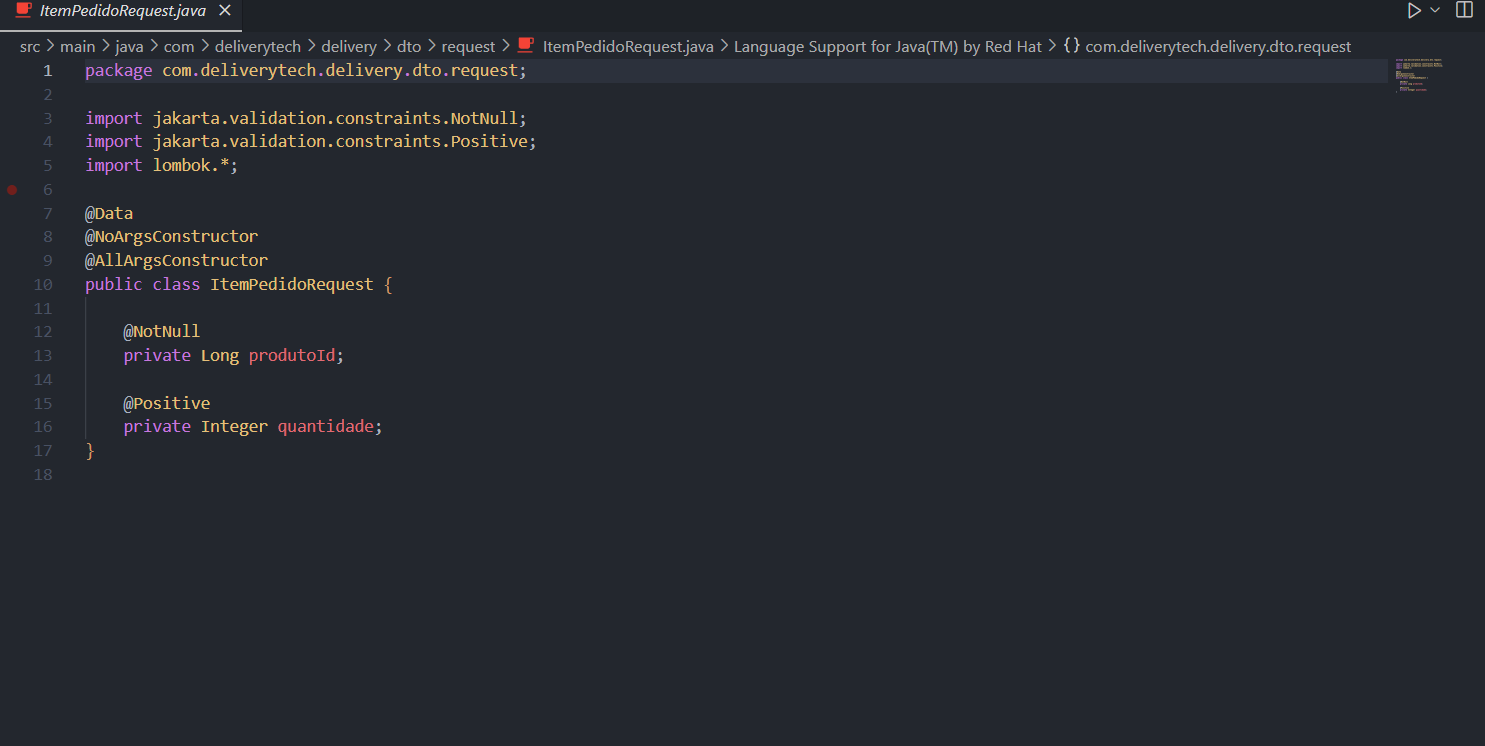 ItemPedidoRequest.java
src > main > java > com > deliverytech > delivery > dto > request > ItemPedidoRequest.java > Language Support for Java(TM) by Red Hat > {} com.deliverytech.delivery.dto.request
1 package com.deliverytech.delivery.dto.request;
2
3 import jakarta.validation.constraints.NotNull;
4 import jakarta.validation.constraints.Positive;
5 import lombok.*;
6
7 @Data
8 @NoArgsConstructor
9 @AllArgsConstructor
10 public class ItemPedidoRequest {
11
12 @NotNull
13 private Long produtoId;
14
15 @Positive
16 private Integer quantidade;
17 }
18